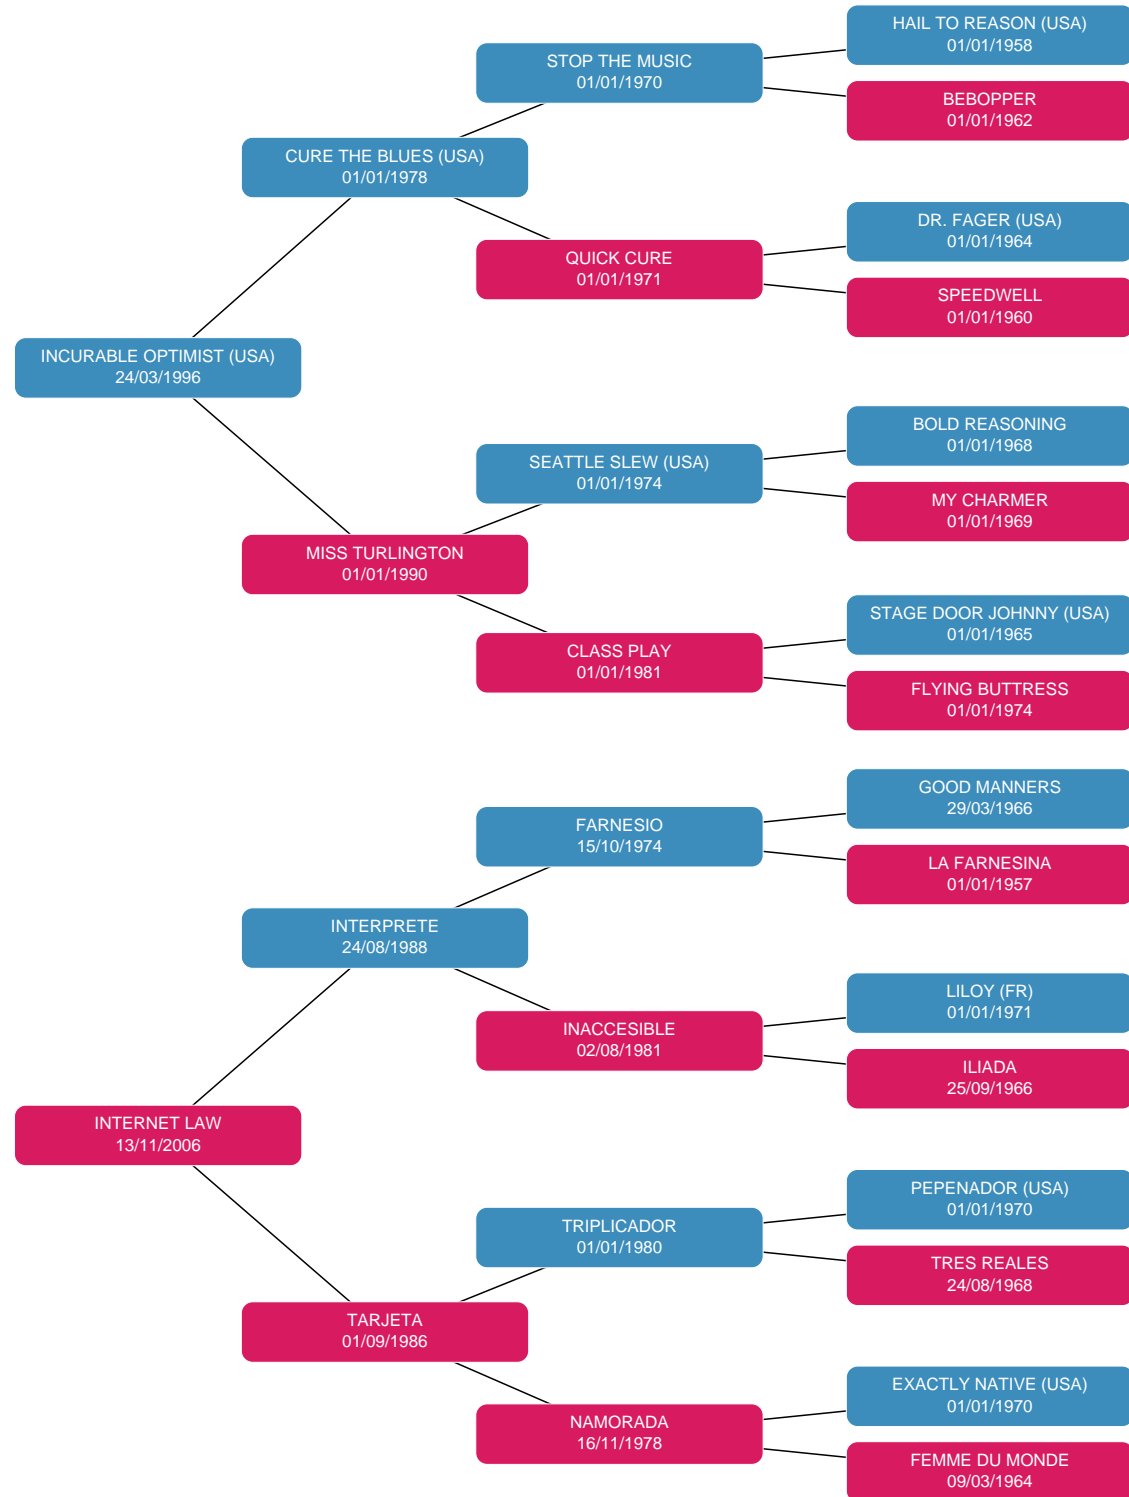 HAIL TO REASON (USA)
01/01/1958
STOP THE MUSIC
01/01/1970
BEBOPPER
01/01/1962
CURE THE BLUES (USA)
01/01/1978
DR. FAGER (USA)
01/01/1964
QUICK CURE
01/01/1971
SPEEDWELL
01/01/1960
INCURABLE OPTIMIST (USA)
24/03/1996
BOLD REASONING
01/01/1968
SEATTLE SLEW (USA)
01/01/1974
MY CHARMER
01/01/1969
MISS TURLINGTON
01/01/1990
STAGE DOOR JOHNNY (USA)
01/01/1965
CLASS PLAY
01/01/1981
FLYING BUTTRESS
01/01/1974
GOOD MANNERS
29/03/1966
FARNESIO
15/10/1974
LA FARNESINA
01/01/1957
INTERPRETE
24/08/1988
LILOY (FR)
01/01/1971
INACCESIBLE
02/08/1981
ILIADA
25/09/1966
INTERNET LAW
13/11/2006
PEPENADOR (USA)
01/01/1970
TRIPLICADOR
01/01/1980
TRES REALES
24/08/1968
TARJETA
01/09/1986
EXACTLY NATIVE (USA)
01/01/1970
NAMORADA
16/11/1978
FEMME DU MONDE
09/03/1964